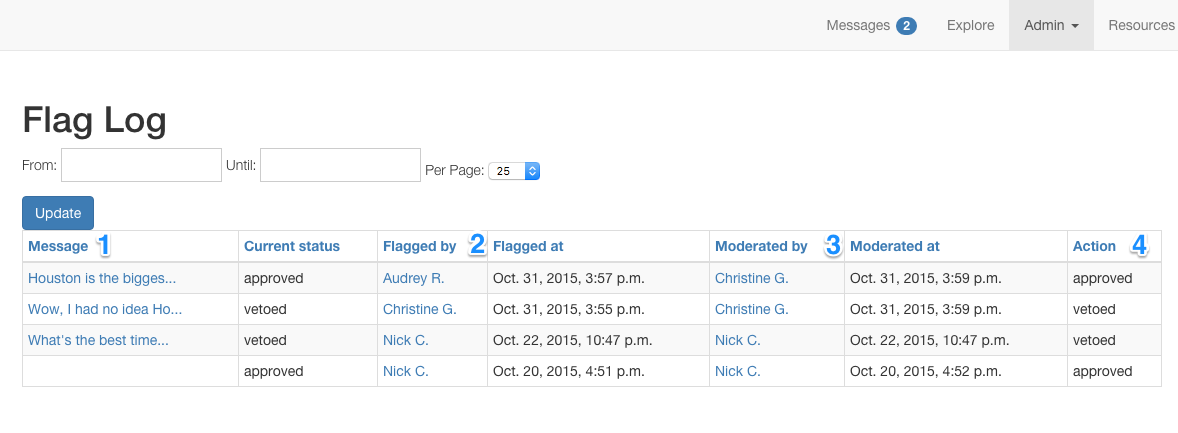 Messages 2 Explore Admin Resources
Flag Log
From: Until: Per Page: 25
Update
Message 1 Current status Flagged by 2 Flagged at Moderated by 3 Moderated at Action 4
Houston is the bigges... approved Audrey R. Oct. 31, 2015, 3:57 p.m. Christine G. Oct. 31, 2015, 3:59 p.m. approved
Wow, I had no idea Ho... vetoed Christine G. Oct. 31, 2015, 3:55 p.m. Christine G. Oct. 31, 2015, 3:59 p.m. vetoed
What's the best time... vetoed Nick C. Oct. 22, 2015, 10:47 p.m. Nick C. Oct. 22, 2015, 10:47 p.m. vetoed
approved Nick C. Oct. 20, 2015, 4:51 p.m. Nick C. Oct. 20, 2015, 4:52 p.m. approved